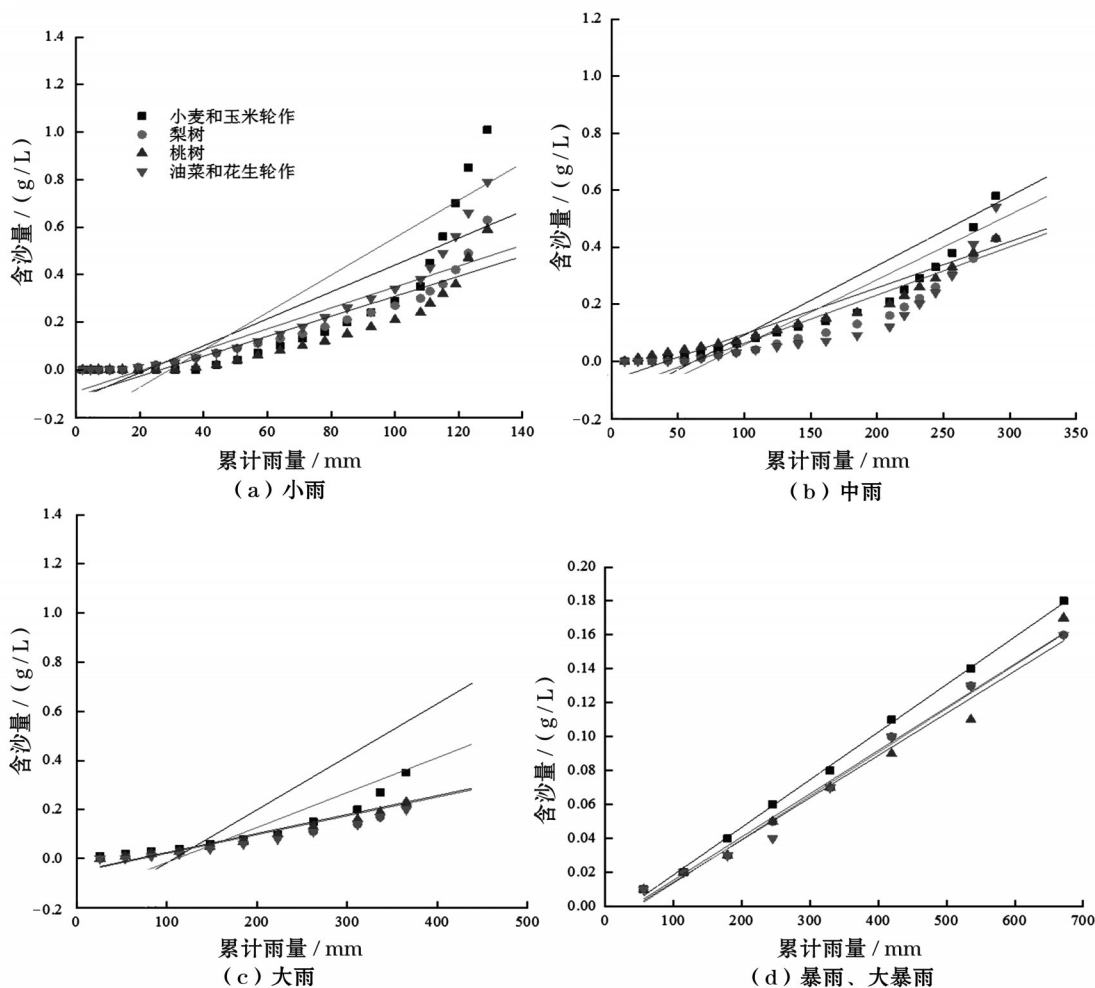 1.4
1.2
1.0
0.8
0.6
0.4
0.2
0.0
−0.2
含沙量 / (g/L)
小麦和玉米轮作
梨树
桃树
油菜和花生轮作
0 20 40 60 80 100 120 140
累计雨量 / mm
(a) 小雨
1.2
1.0
0.8
0.6
0.4
0.2
0.0
−0.2
含沙量 / (g/L)
0 50 100 150 200 250 300 350
累计雨量 / mm
(b) 中雨
1.4
1.2
1.0
0.8
0.6
0.4
0.2
0.0
−0.2
含沙量 / (g/L)
0 100 200 300 400 500
累计雨量 / mm
(c) 大雨
0.20
0.18
0.16
0.14
0.12
0.10
0.08
0.06
0.04
0.02
0.00
含沙量 / (g/L)
0 100 200 300 400 500 600 700
累计雨量 / mm
(d) 暴雨、大暴雨